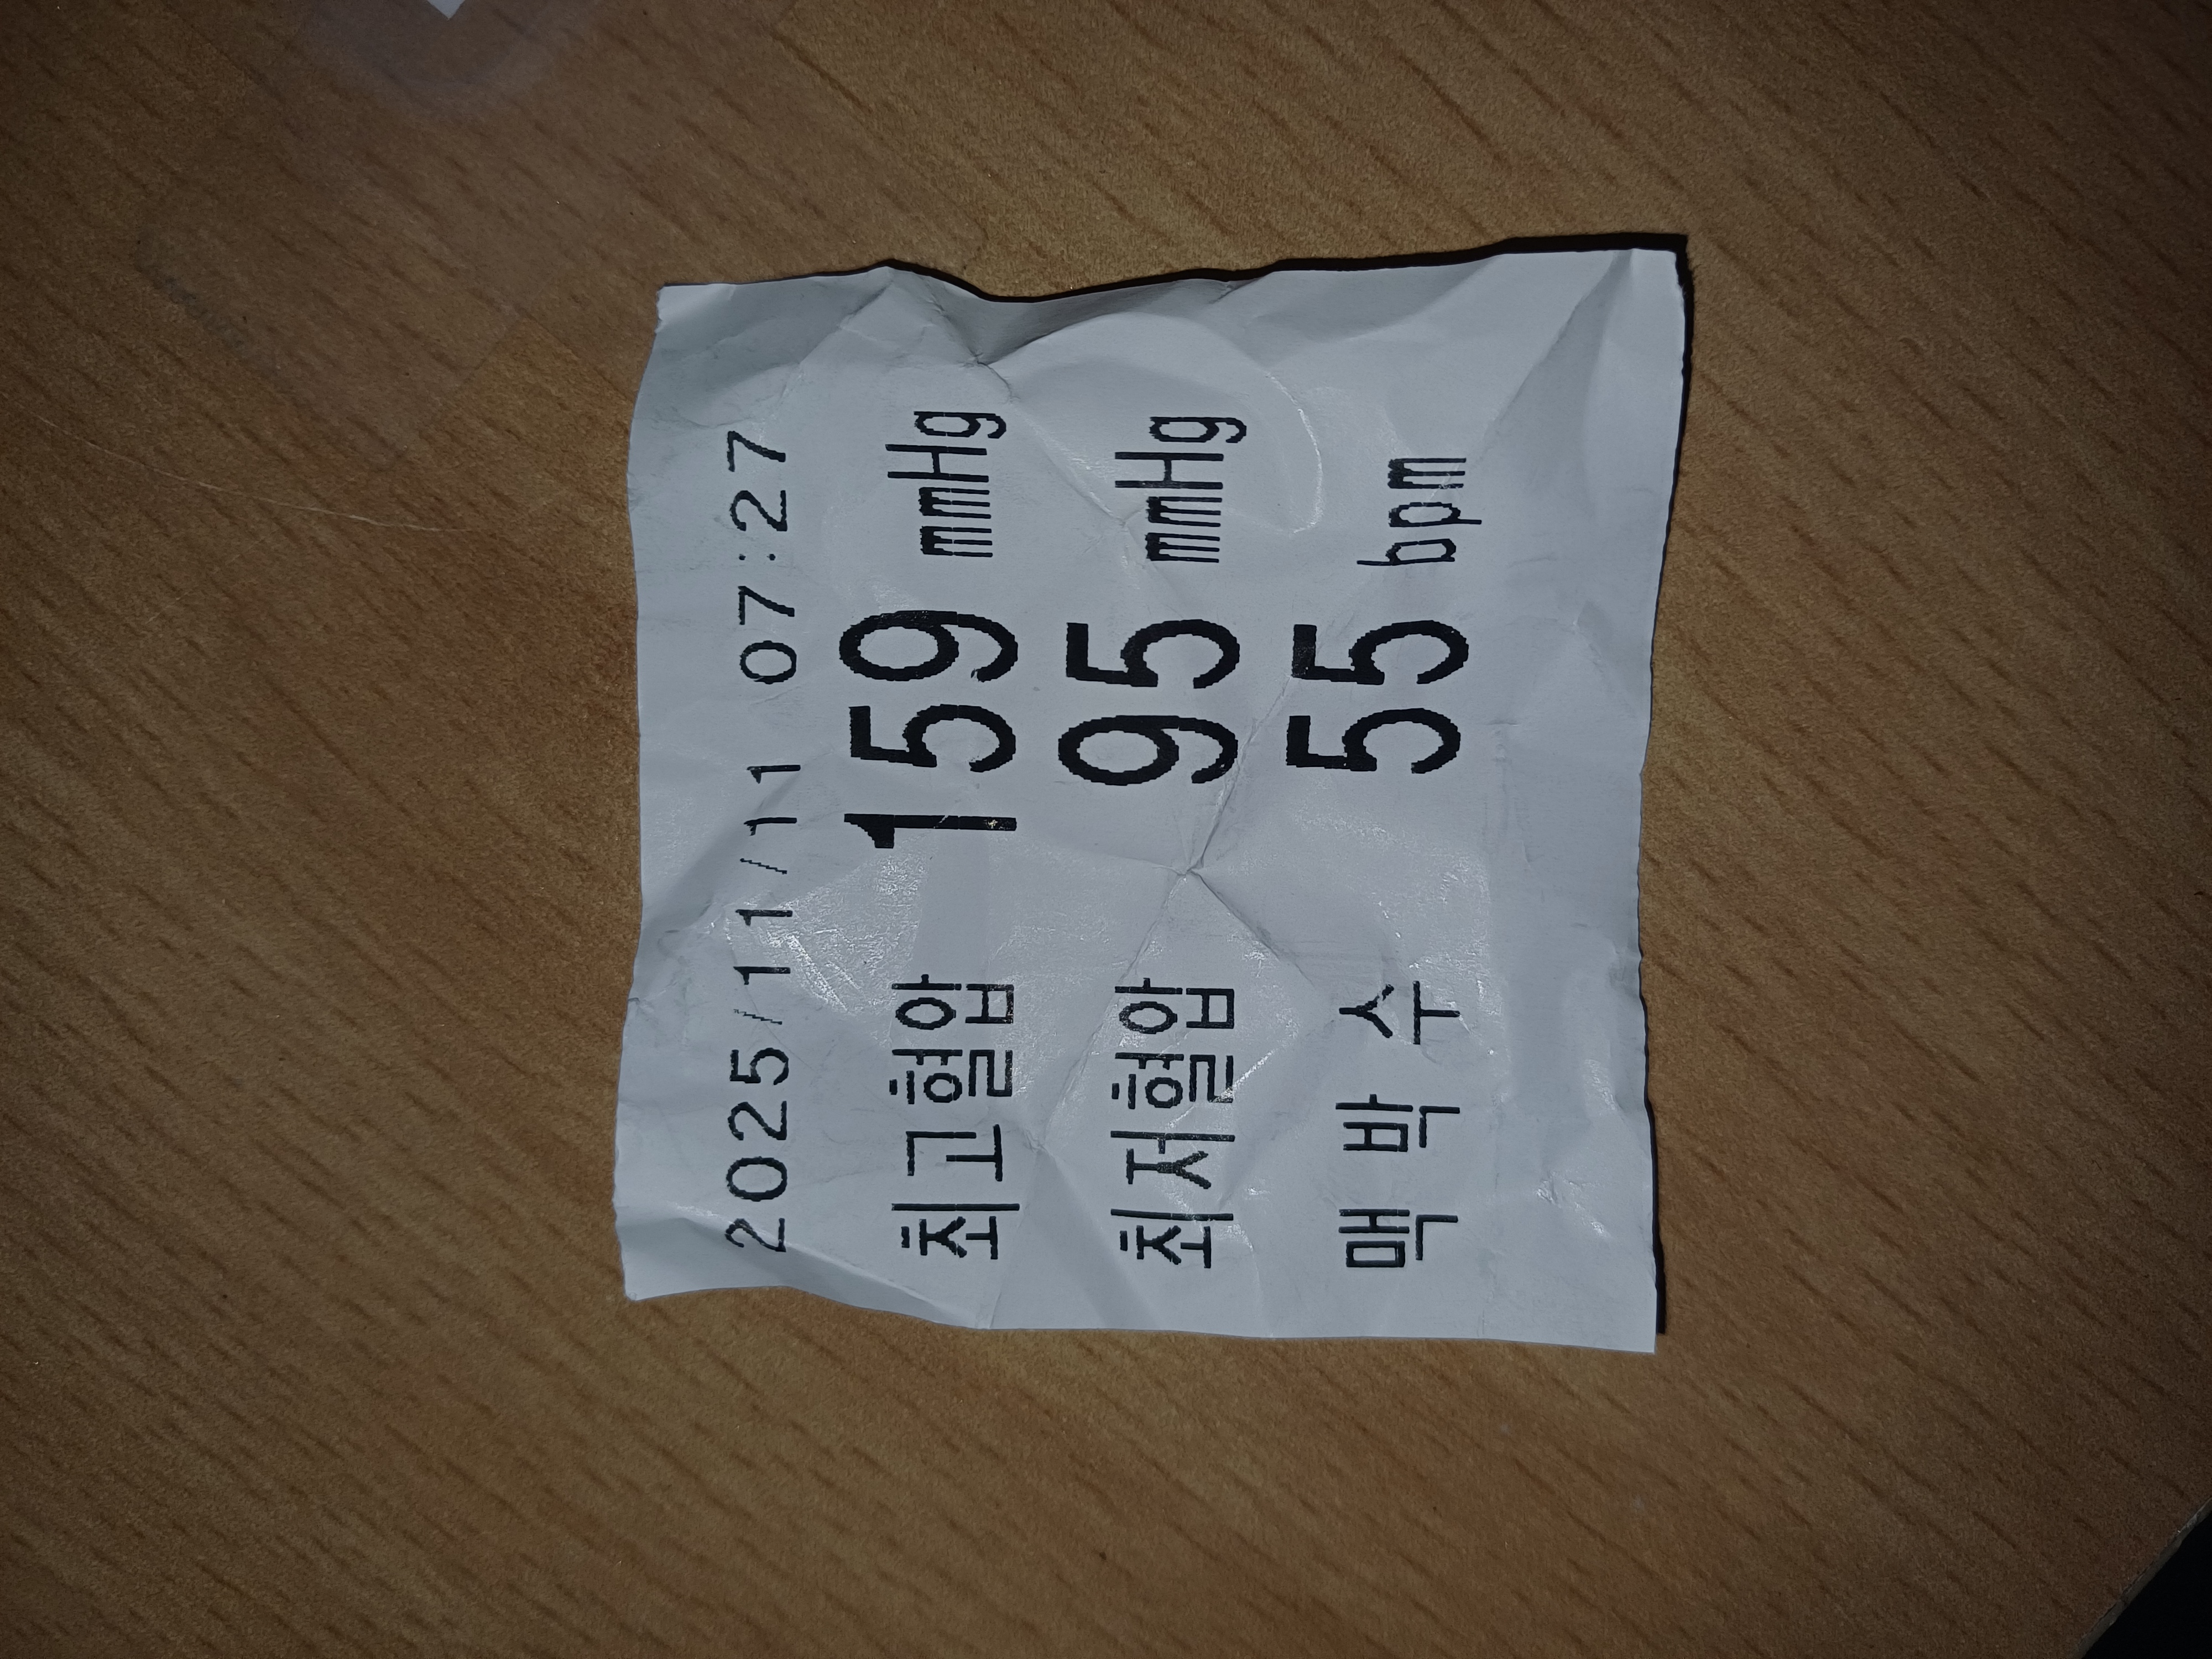 2025/11/11 07:27
최고혈압 159 mmHg
최저혈압 95 mmHg
맥 박 수 55 bpm